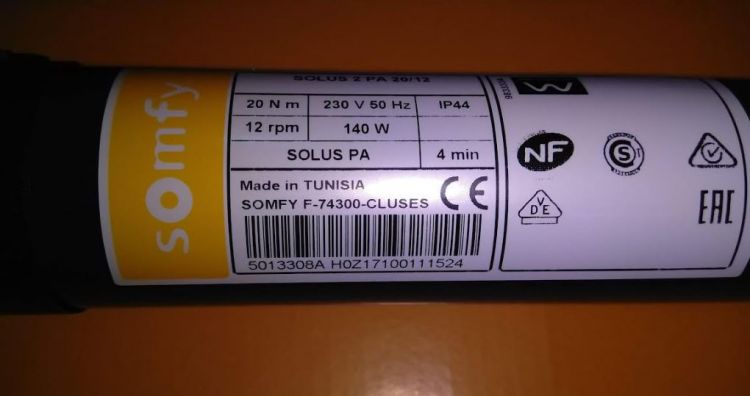 somfy
SOLUS 2 PA 20/12
20 N m 230 V 50 Hz IP44
12 rpm 140 W
SOLUS PA 4 min
Made in TUNISIA
SOMFY F-74300-CLUSES CE
5013308A H0Z17100111524
NF
S
VDE
EAC